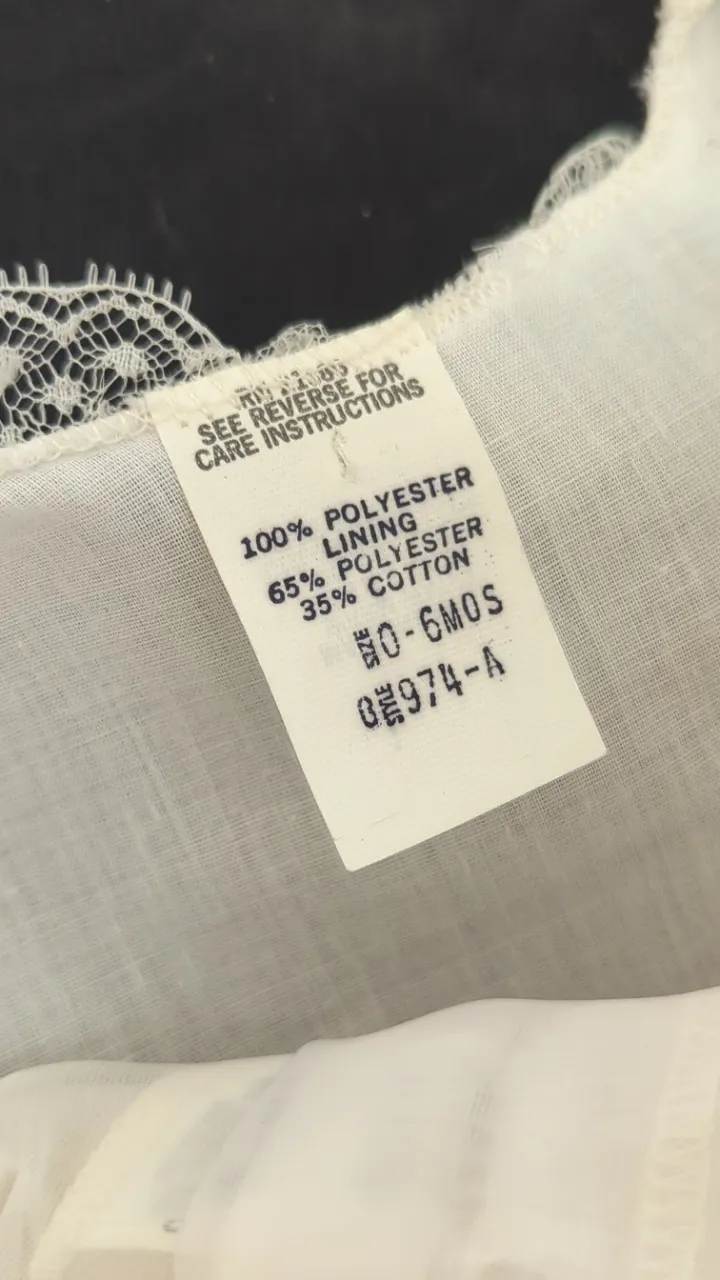 SEE REVERSE FOR
CARE INSTRUCTIONS
100% POLYESTER
LINING
65% POLYESTER
35% COTTON
SIZE 0-6MOS
STYLE 974-A